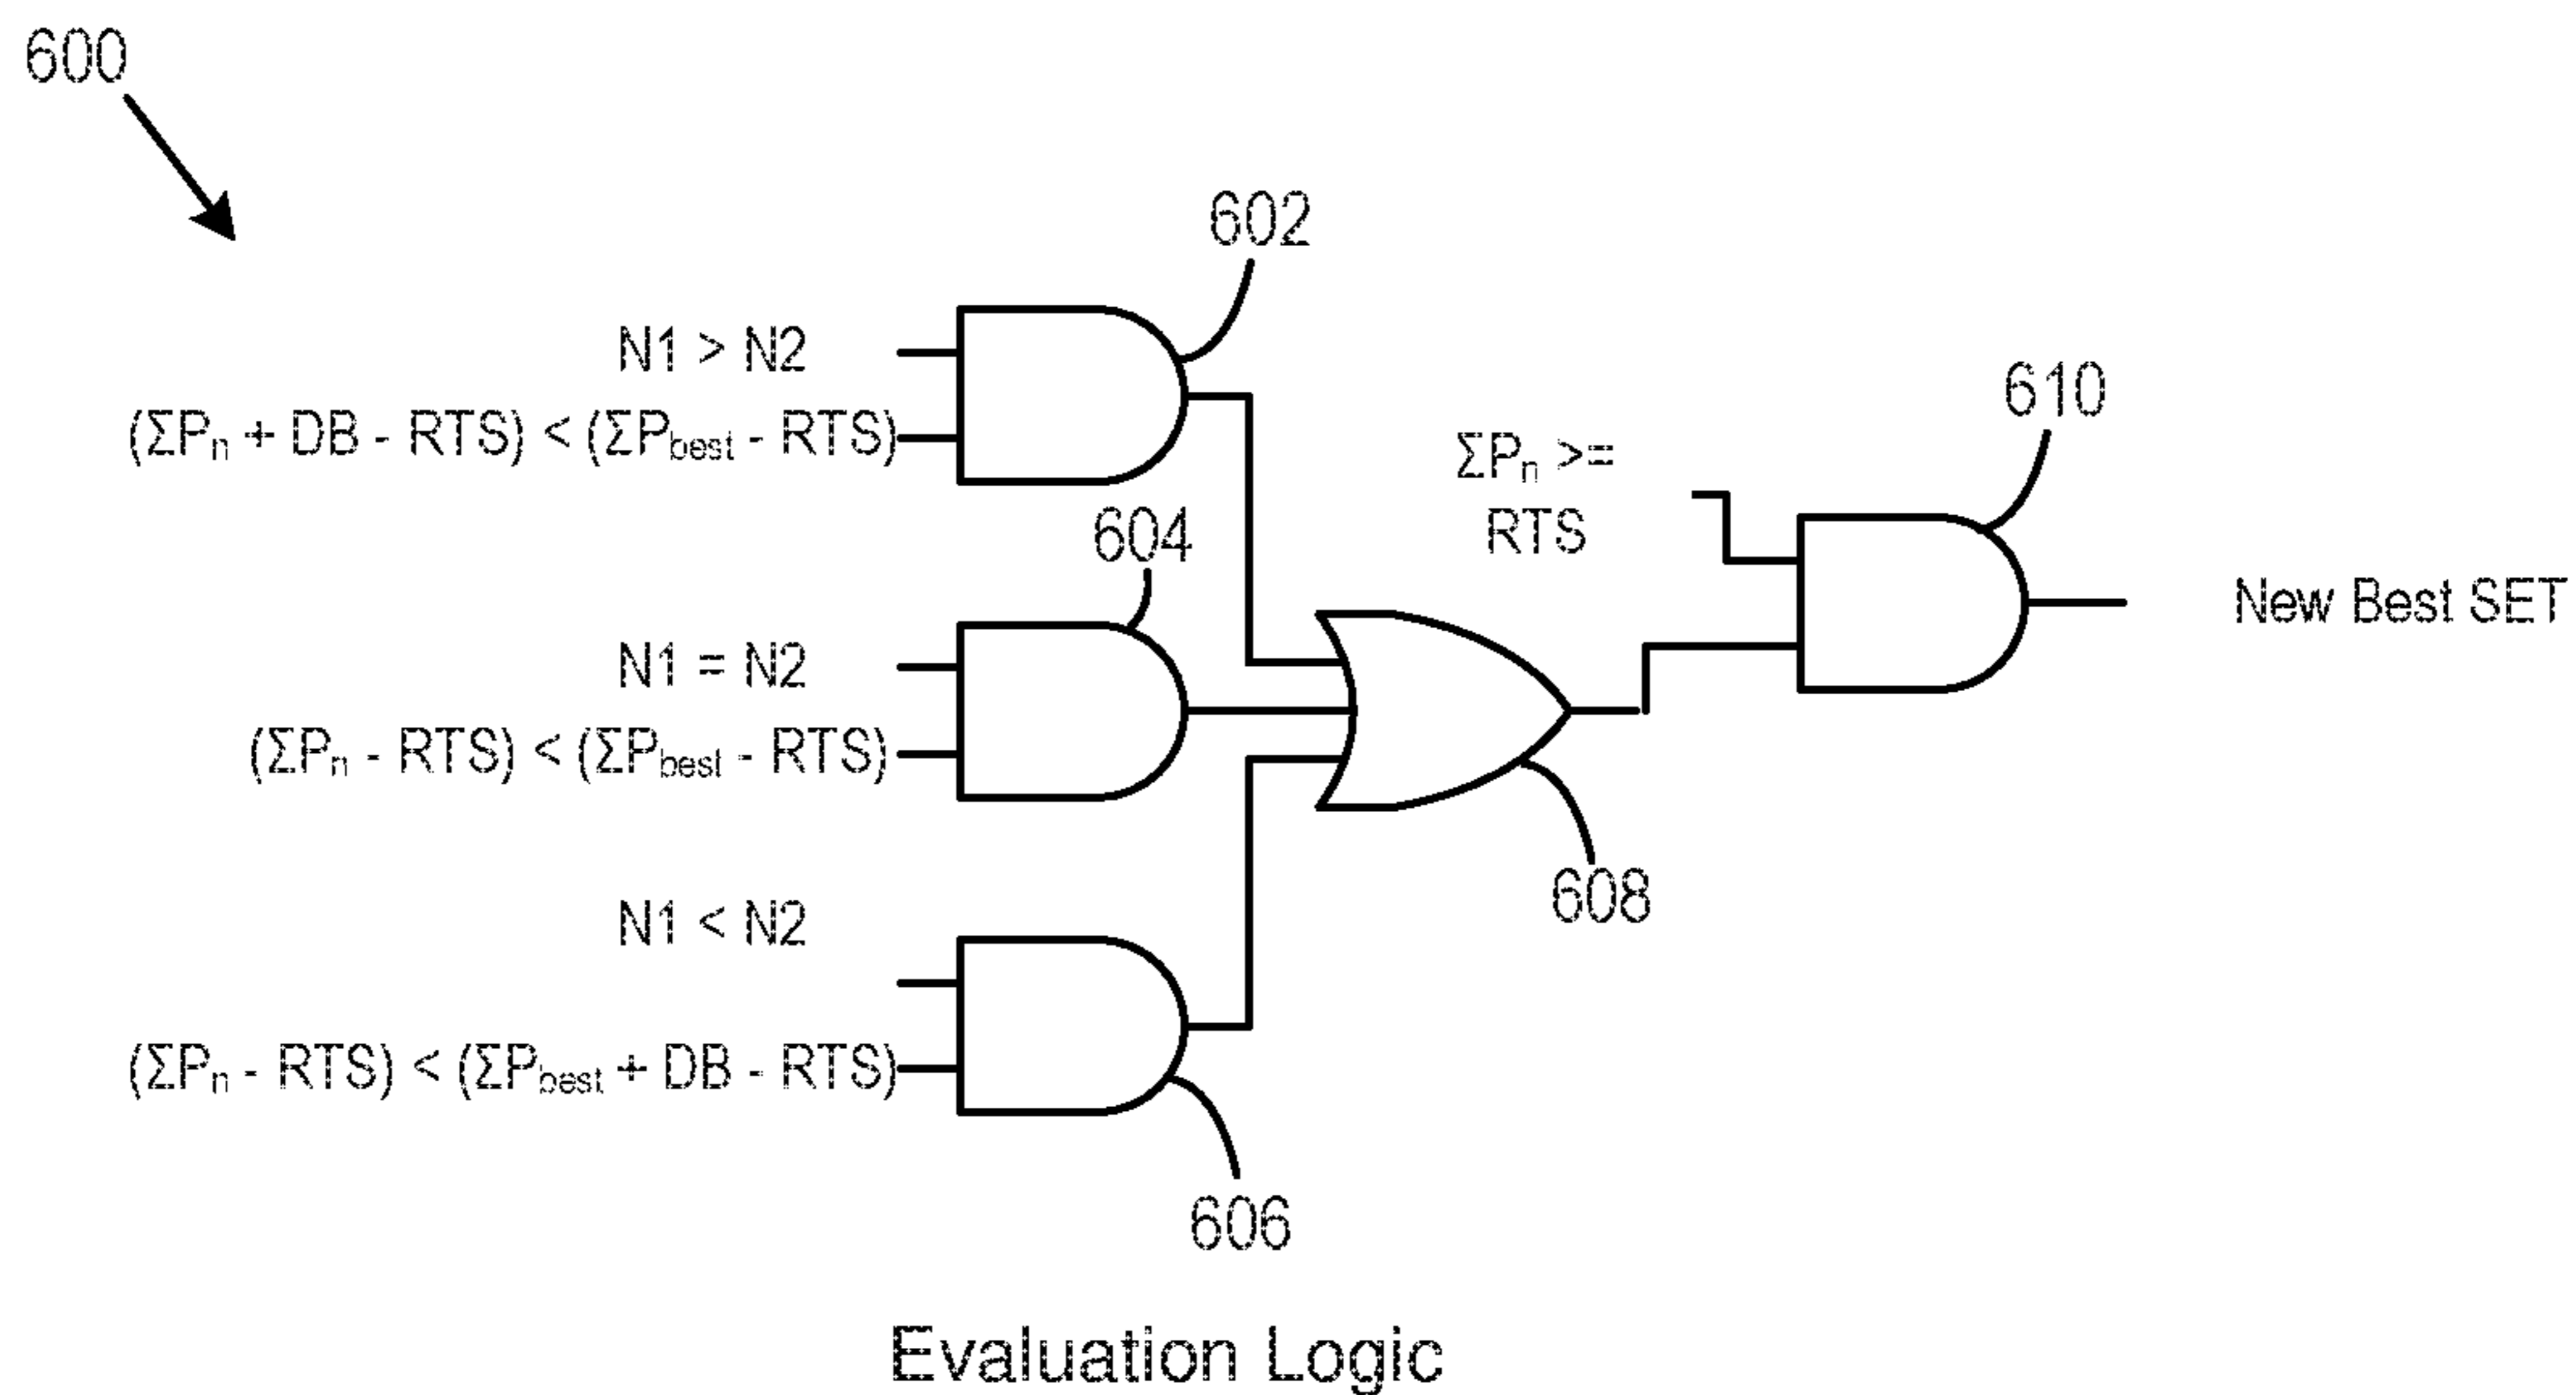 600
602
N1 > N2
(ΣPn + DB - RTS) < (ΣPbest - RTS)
610
ΣPn >=
RTS
604
New Best SET
N1 = N2
(ΣPn - RTS) < (ΣPbest - RTS)
608
N1 < N2
(ΣPn - RTS) < (ΣPbest + DB - RTS)
606
Evaluation Logic